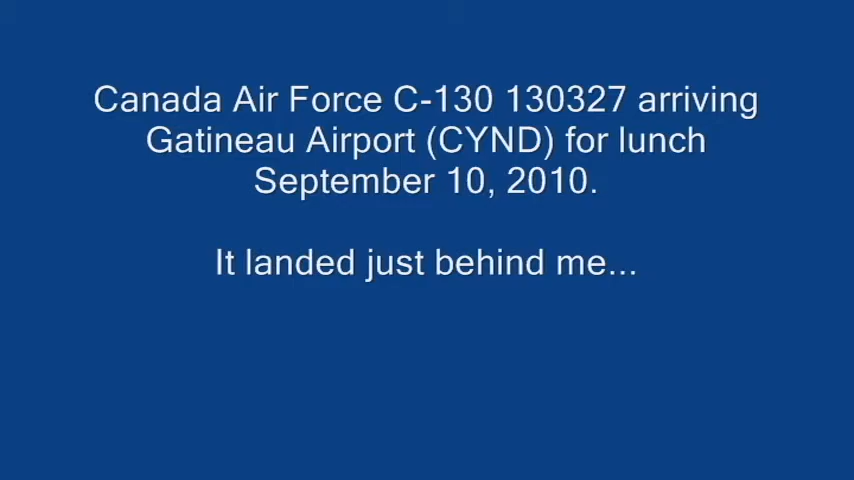 Canada Air Force C-130 130327 arriving
Gatineau Airport (CYND) for lunch
September 10, 2010.
It landed just behind me...